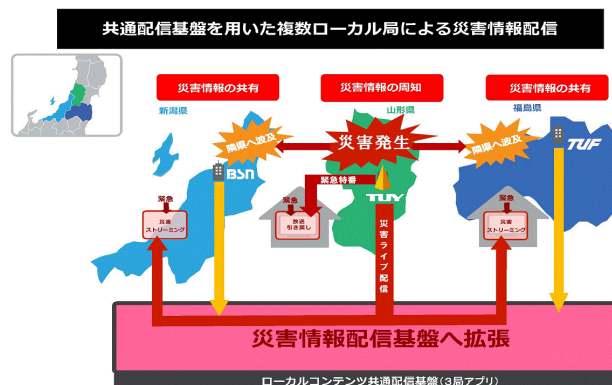 共通配信基盤を用いた複数ローカル局による災害情報配信
災害情報の共有
災害情報の周知
災害情報の共有
新潟県
山形県
福島県
隣県へ波及
災害発生
隣県へ波及
BSN
TUY
TUF
緊急特番
緊急
災害
ストリーミング
緊急
放送
引き戻し
緊急
災害
ストリーミング
災害ライブ配信
災害情報配信基盤へ拡張
ローカルコンテンツ共通配信基盤(3局アプリ)